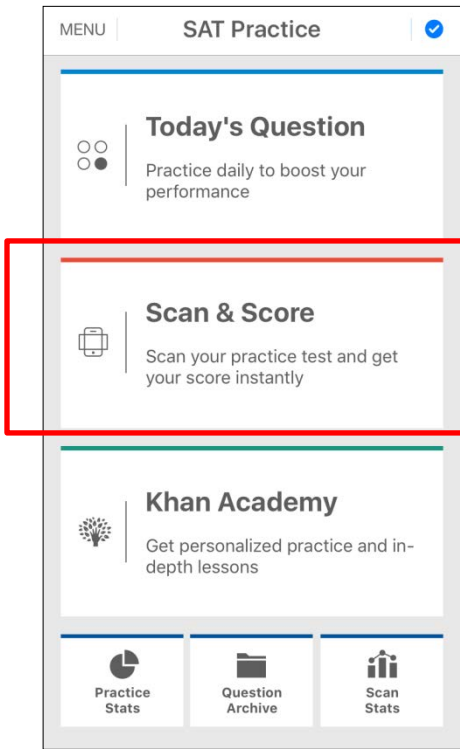 MENU SAT Practice
Today's Question
Practice daily to boost your
performance
Scan & Score
Scan your practice test and get
your score instantly
Khan Academy
Get personalized practice and in-
depth lessons
Practice
Stats
Question
Archive
Scan
Stats